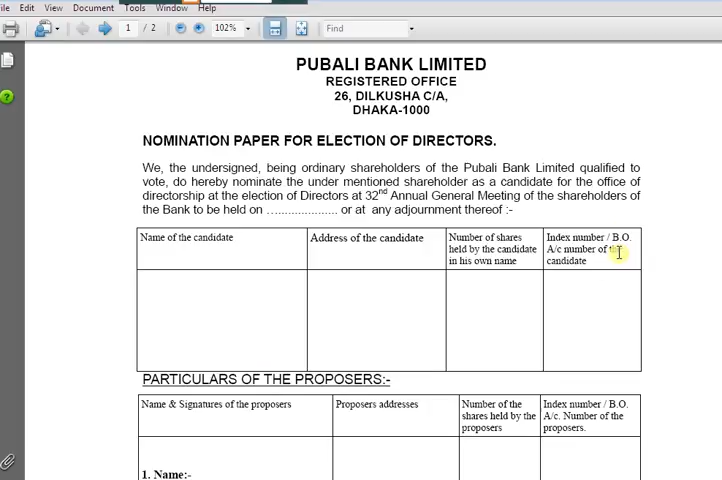 File Edit View Document Tools Window Help
1 / 2 102% Find
PUBALI BANK LIMITED
REGISTERED OFFICE
26, DILKUSHA C/A,
DHAKA-1000
NOMINATION PAPER FOR ELECTION OF DIRECTORS.
We, the undersigned, being ordinary shareholders of the Pubali Bank Limited qualified to
vote, do hereby nominate the under mentioned shareholder as a candidate for the office of
directorship at the election of Directors at 32nd Annual General Meeting of the shareholders of
the Bank to be held on ….................. or at any adjournment thereof :-
Name of the candidate
Address of the candidate
Number of shares
held by the candidate
in his own name
Index number / B.O.
A/c number of the
candidate
PARTICULARS OF THE PROPOSERS:-
Name & Signatures of the proposers
Proposers addresses
Number of the
shares held by the
proposers
Index number / B.O.
A/c. Number of the
proposers.
1. Name:-